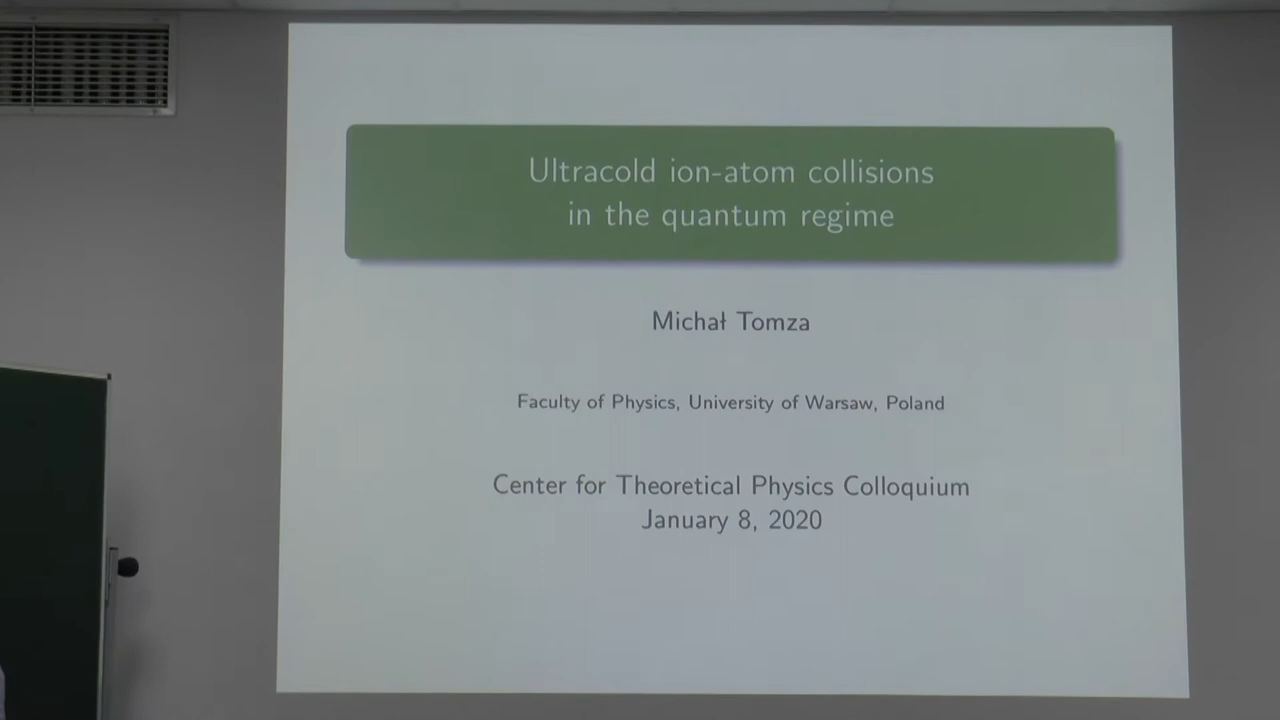 Ultracold ion-atom collisions
in the quantum regime
Michał Tomza
Faculty of Physics, University of Warsaw, Poland
Center for Theoretical Physics Colloquium
January 8, 2020